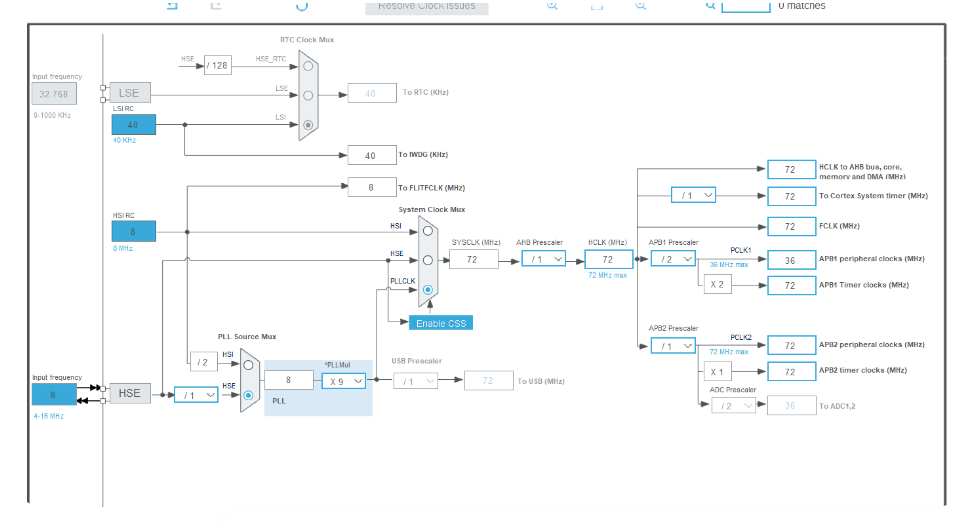 Resolve Clock Issues
0 matches
RTC Clock Mux
HSE
/ 128
HSE_RTC
Input frequency
32.768
0-1000 KHz
LSE
LSE
40
To RTC (KHz)
LSI RC
40
40 KHz
LSI
40
To IWDG (KHz)
8
To FLITFCLK (MHz)
HSI RC
8
8 MHz
System Clock Mux
HSI
HSE
PLLCLK
Enable CSS
SYSCLK (MHz)
72
AHB Prescaler
/ 1
HCLK (MHz)
72
72 MHz max
72
HCLK to AHB bus, core,
memory and DMA (MHz)
/ 1
72
To Cortex System timer (MHz)
72
FCLK (MHz)
APB1 Prescaler
/ 2
PCLK1
36 MHz max
36
APB1 peripheral clocks (MHz)
X 2
72
APB1 Timer clocks (MHz)
APB2 Prescaler
/ 1
PCLK2
72 MHz max
72
APB2 peripheral clocks (MHz)
X 1
72
APB2 timer clocks (MHz)
ADC Prescaler
/ 2
36
To ADC1,2
PLL Source Mux
/ 2
HSI
HSE
Input frequency
8
4-16 MHz
HSE
/ 1
8
*PLLMul
X 9
PLL
USB Prescaler
/ 1
72
To USB (MHz)